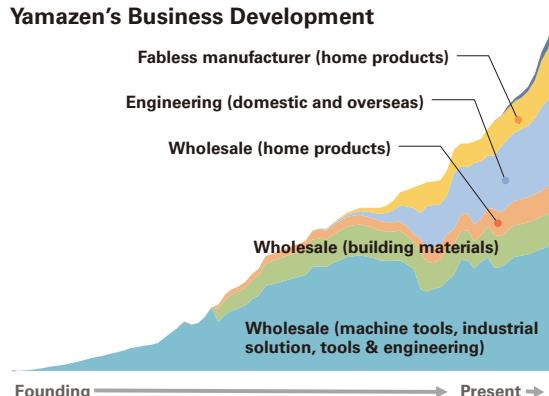 Yamazen's Business Development
Fabless manufacturer (home products)
Engineering (domestic and overseas)
Wholesale (home products)
Wholesale (building materials)
Wholesale (machine tools, industrial
solution, tools & engineering)
Founding Present